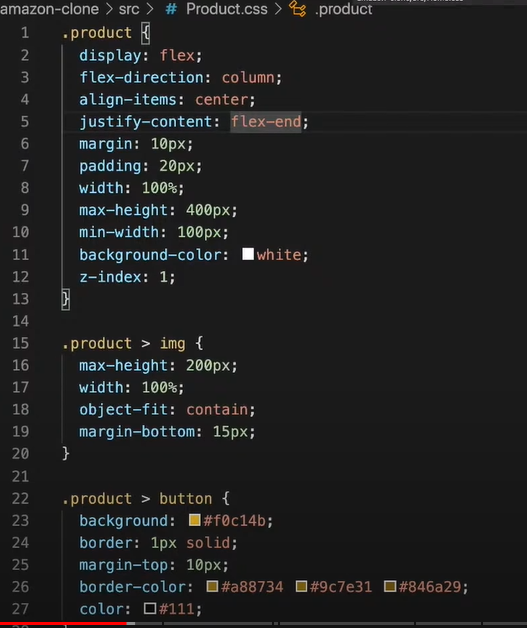 amazon-clone > src > # Product.css > .product
1 .product {
2 display: flex;
3 flex-direction: column;
4 align-items: center;
5 justify-content: flex-end;
6 margin: 10px;
7 padding: 20px;
8 width: 100%;
9 max-height: 400px;
10 min-width: 100px;
11 background-color: white;
12 z-index: 1;
13 }
14
15 .product > img {
16 max-height: 200px;
17 width: 100%;
18 object-fit: contain;
19 margin-bottom: 15px;
20 }
21
22 .product > button {
23 background: #f0c14b;
24 border: 1px solid;
25 margin-top: 10px;
26 border-color: #a88734 #9c7e31 #846a29;
27 color: #111;